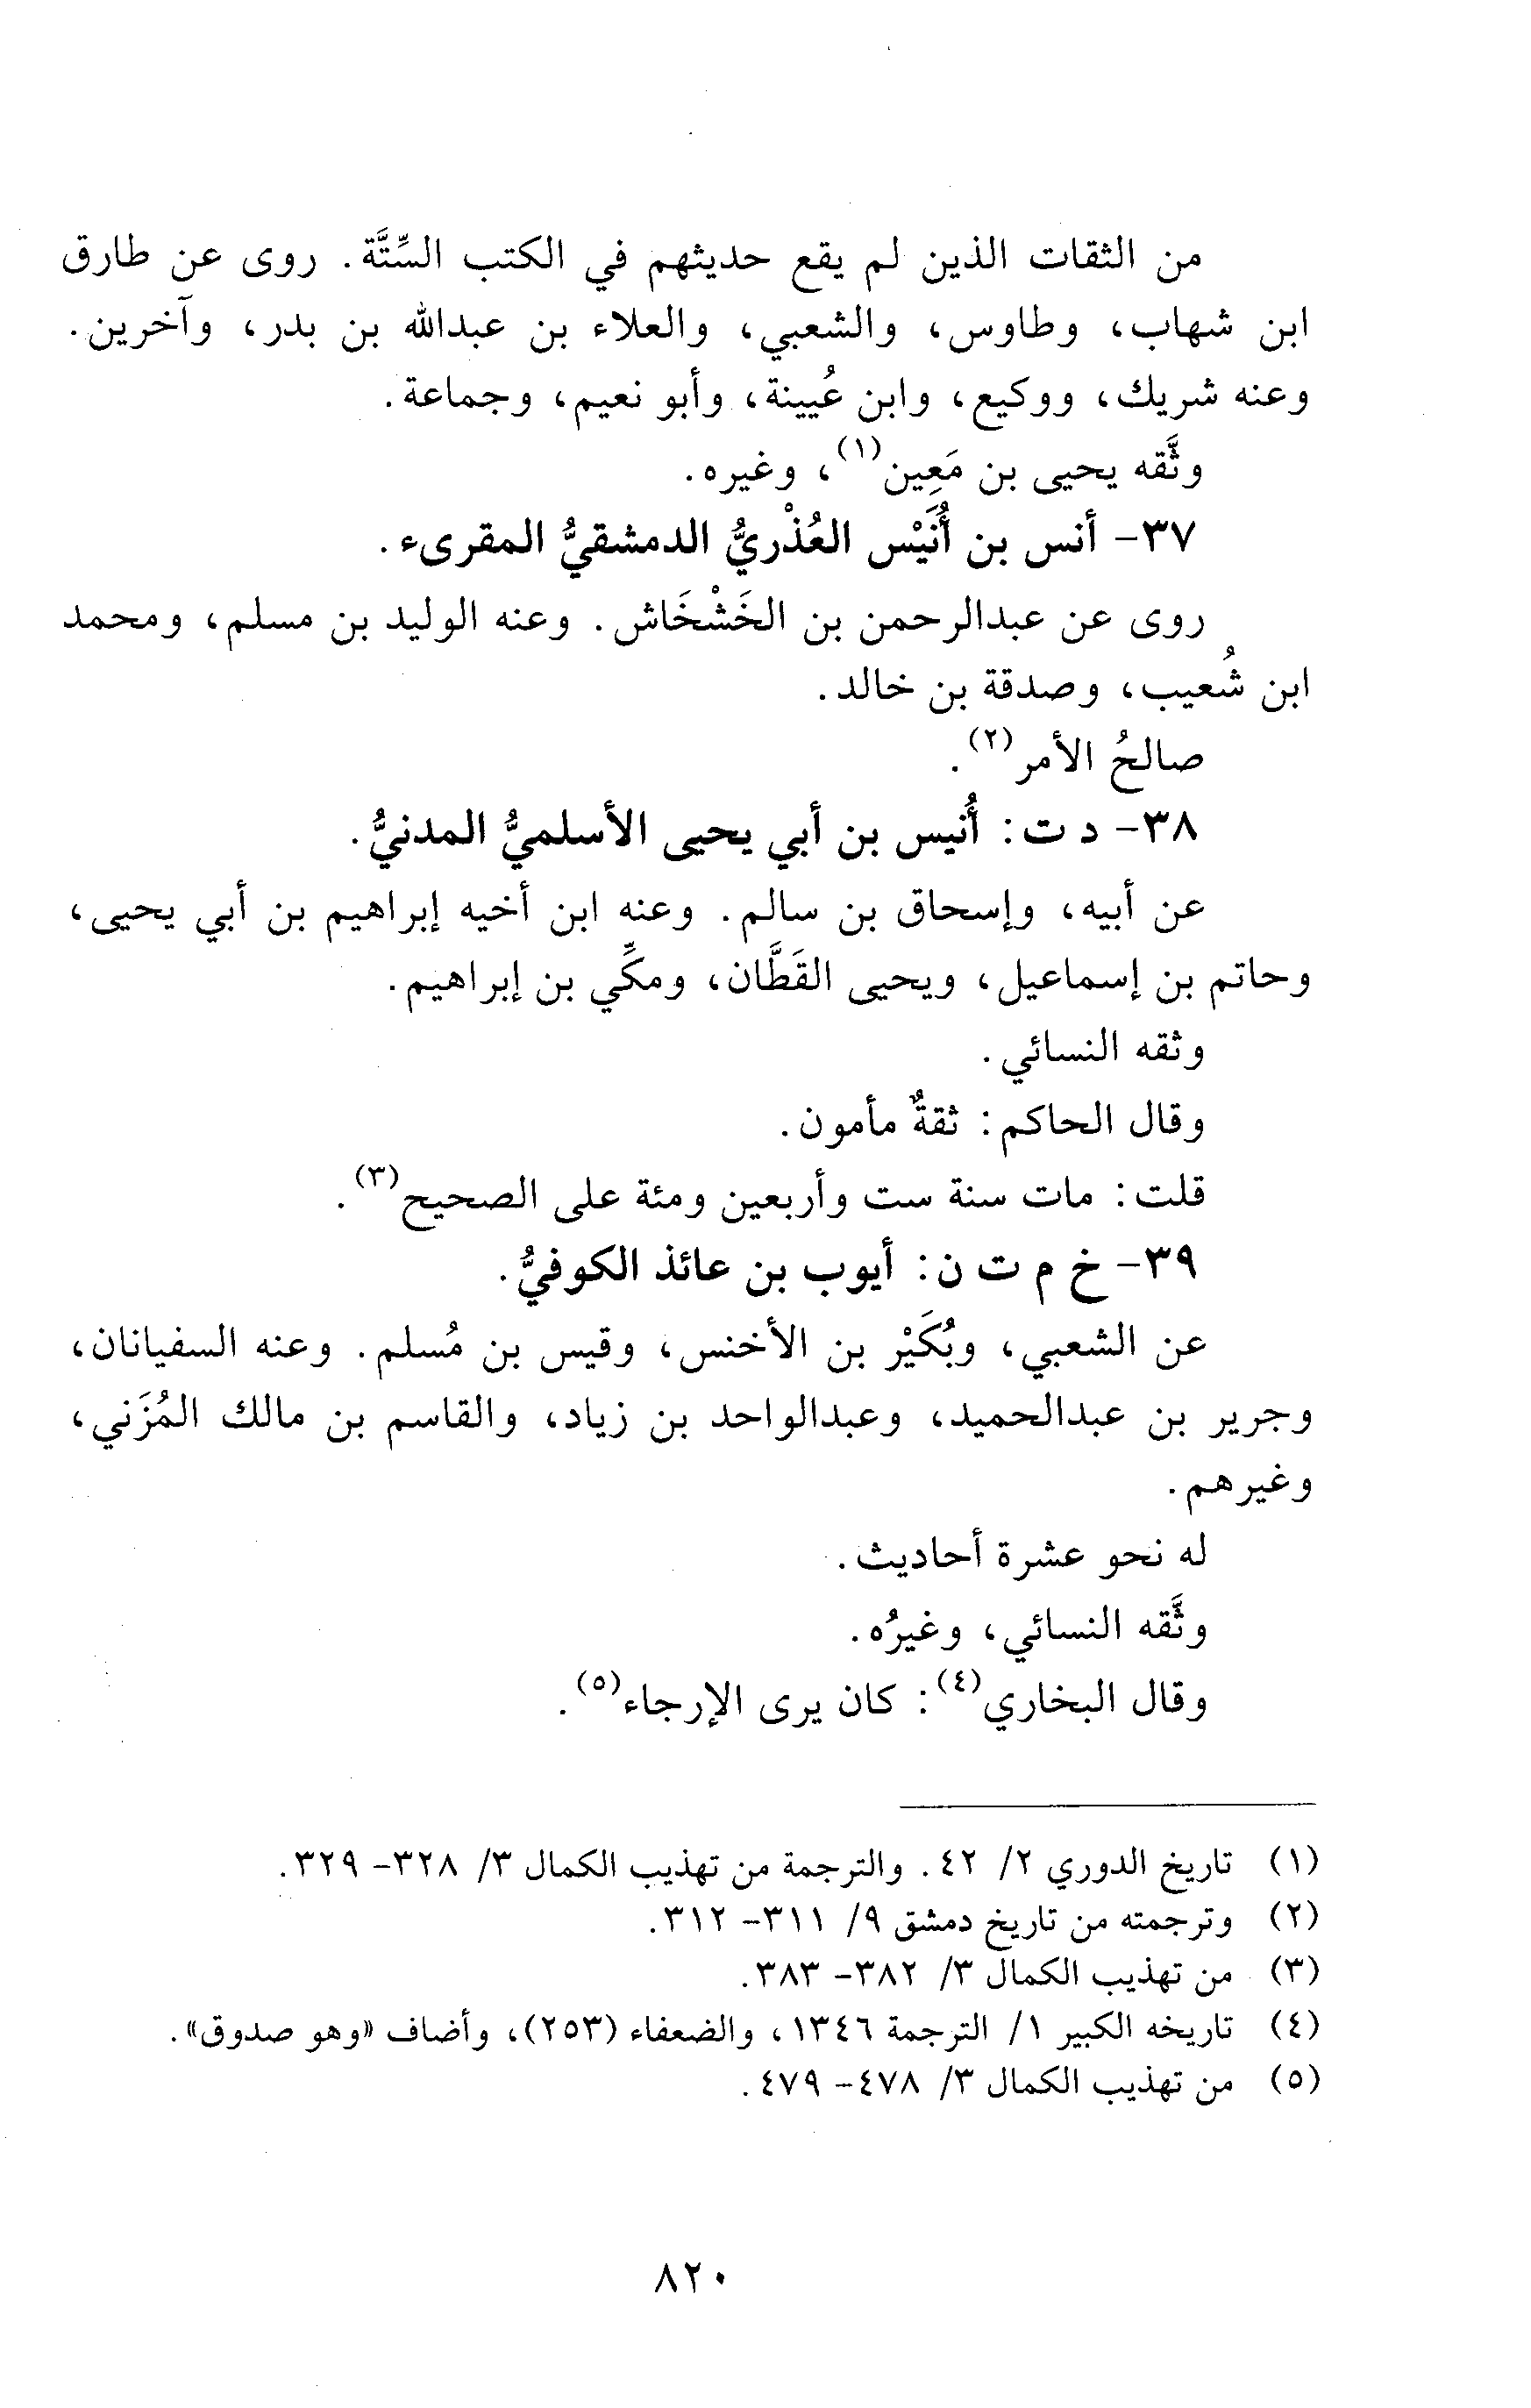 من الثقات الذين لم يقع حديثهم في الكتب السِّتَّة. روى عن طارق
ابن شهاب، وطاوس، والشعبي، والعلاء بن عبدالله بن بدر، وآخرين.
وعنه شريك، ووكيع، وابن عُيينة، وأبو نعيم، وجماعة.
وثَّقه يحيى بن مَعِين(١)، وغيره.
٣٧- أنس بن أُنَيْس العُذْريُّ الدمشقيُّ المقرىء.
روى عن عبدالرحمن بن الخَشْخَاش. وعنه الوليد بن مسلم، ومحمد
ابن شُعيب، وصدقة بن خالد.
صالحُ الأمر(٢).
٣٨- د ت: أُنيس بن أبي يحيى الأسلميُّ المدنيُّ.
عن أبيه، وإسحاق بن سالم. وعنه ابن أخيه إبراهيم بن أبي يحيى،
وحاتم بن إسماعيل، ويحيى القَطَّان، ومكِّي بن إبراهيم.
وثقه النسائي.
وقال الحاكم: ثقةٌ مأمون.
قلت: مات سنة ست وأربعين ومئة على الصحيح(٣).
٣٩- خ م ت ن: أيوب بن عائذ الكوفيُّ.
عن الشعبي، وبُكَيْر بن الأخنس، وقيس بن مُسلم. وعنه السفيانان،
وجرير بن عبدالحميد، وعبدالواحد بن زياد، والقاسم بن مالك المُزَني،
وغيرهم.
له نحو عشرة أحاديث.
وثَّقه النسائي، وغيرُه.
وقال البخاري(٤): كان يرى الإرجاء(٥).
(١) تاريخ الدوري ٢/ ٤٢. والترجمة من تهذيب الكمال ٣/ ٣٢٨- ٣٢٩.
(٢) وترجمته من تاريخ دمشق ٩/ ٣١١- ٣١٢.
(٣) من تهذيب الكمال ٣/ ٣٨٢- ٣٨٣.
(٤) تاريخه الكبير ١/ الترجمة ١٣٤٦، والضعفاء (٢٥٣)، وأضاف «وهو صدوق».
(٥) من تهذيب الكمال ٣/ ٤٧٨- ٤٧٩.
٨٢٠